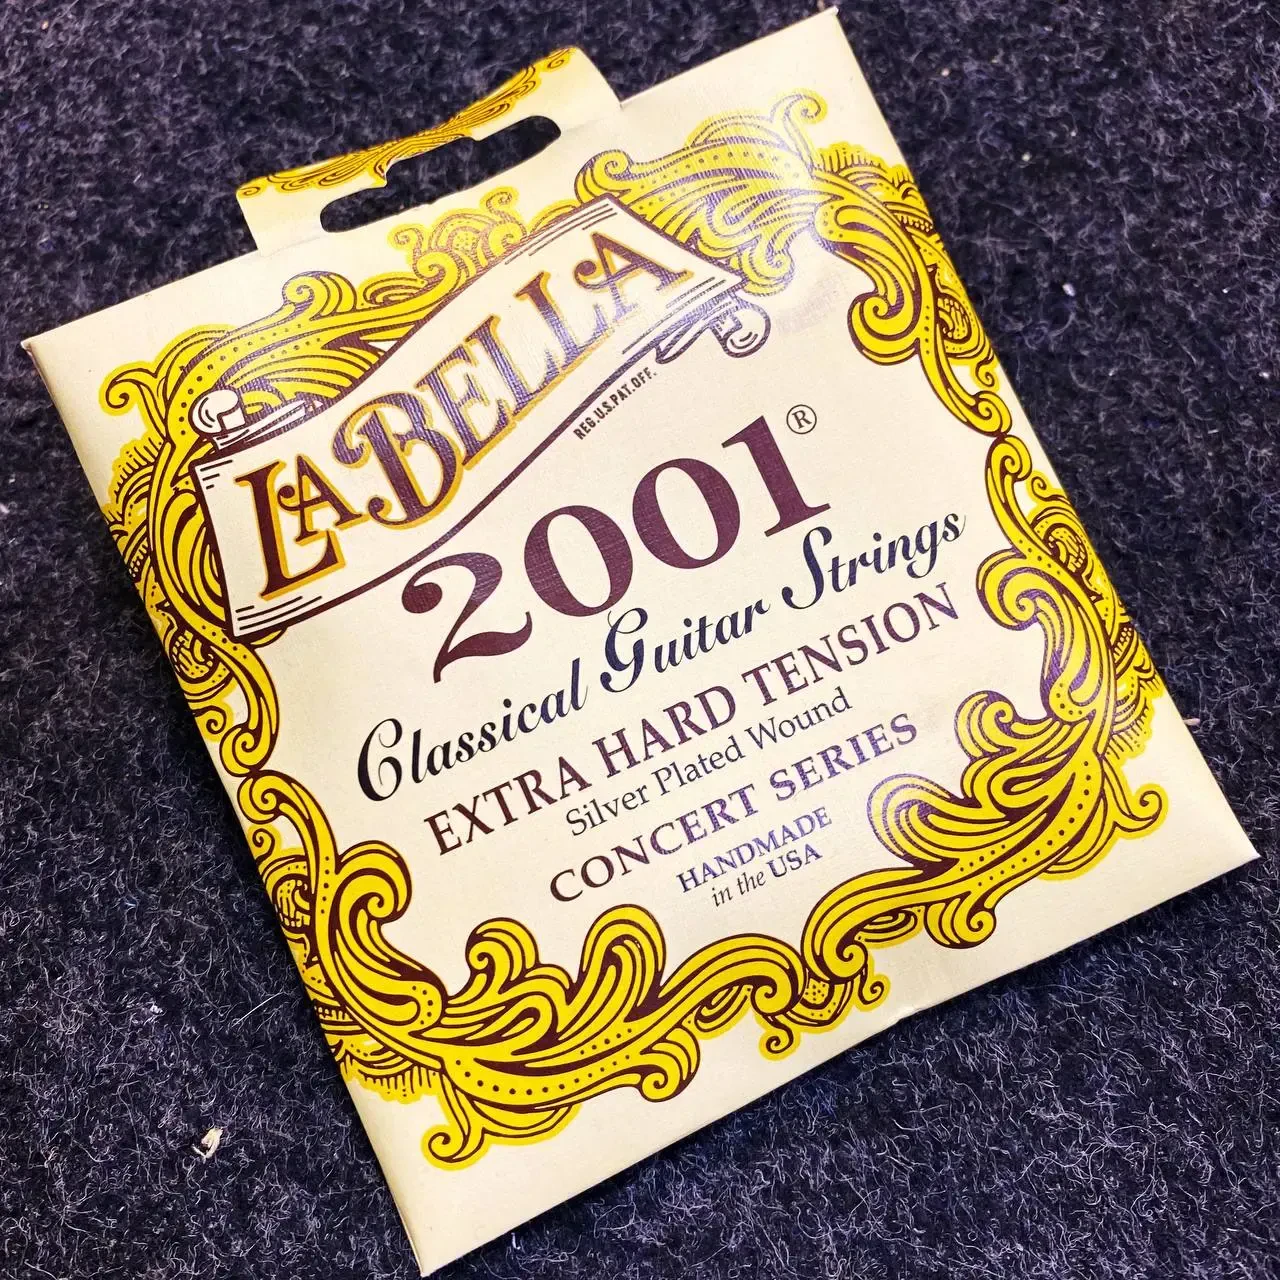 LA BELLA
REG.U.S.PAT.OFF.
2001®
Classical Guitar Strings
EXTRA HARD TENSION
Silver Plated Wound
CONCERT SERIES
HANDMADE
in the USA